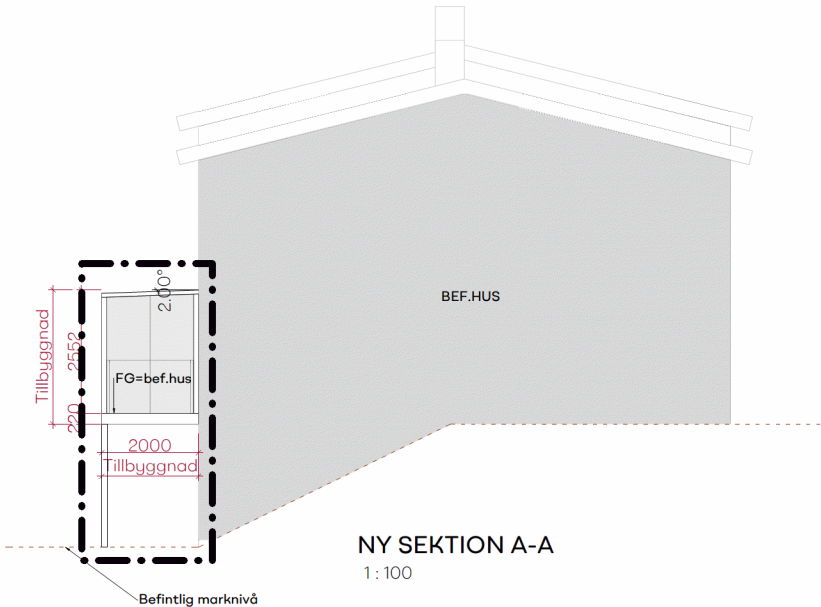 2.00°
BEF.HUS
Tillbyggnad
2552
FG=bef.hus
220
2000
Tillbyggnad
NY SEKTION A-A
1 : 100
Befintlig marknivå